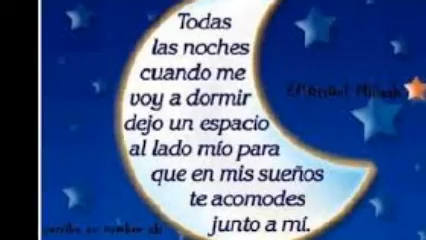 Todas
las noches
cuando me
voy a dormir
dejo un espacio
al lado mío para
que en mis sueños
te acomodes
junto a mí.